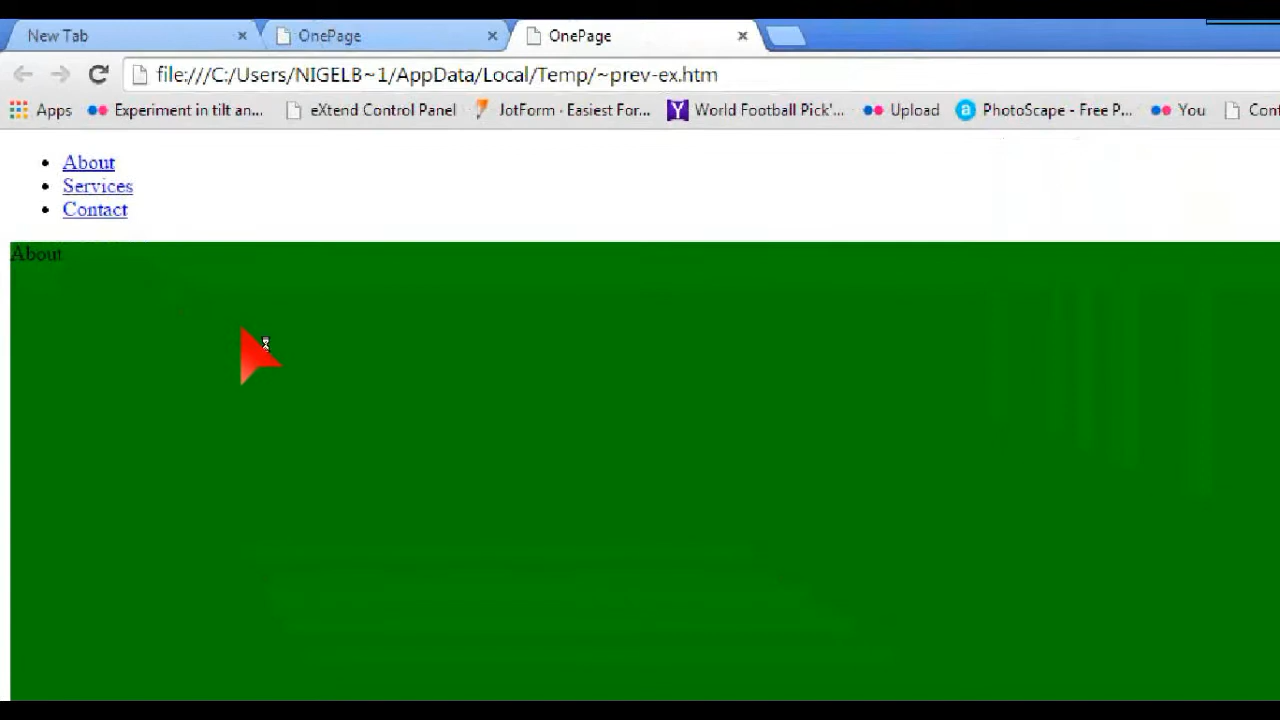 New Tab
OnePage
OnePage
file:///C:/Users/NIGELB~1/AppData/Local/Temp/~prev-ex.htm
Apps Experiment in tilt an... eXtend Control Panel JotForm · Easiest For... World Football Pick'... Upload PhotoScape - Free P... You Con
About
Services
Contact
About